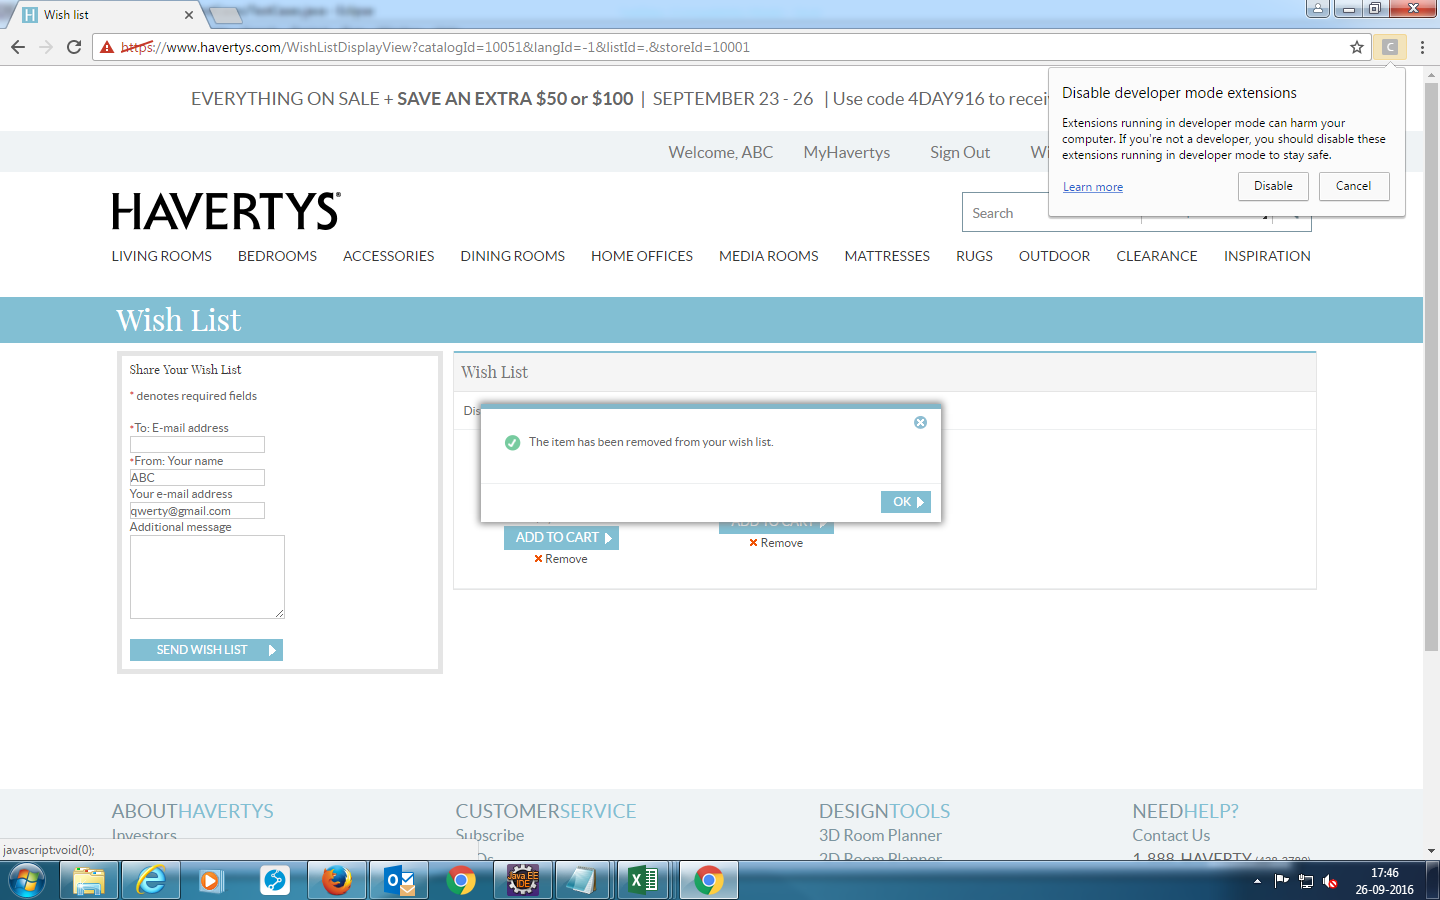 Wish list
https://www.havertys.com/WishListDisplayView?catalogId=10051&langId=-1&listId=.&storeId=10001
C
EVERYTHING ON SALE + SAVE AN EXTRA $50 or $100 | SEPTEMBER 23 - 26 | Use code 4DAY916 to
Disable developer mode extensions
Extensions running in developer mode can harm your
computer. If you're not a developer, you should disable these
extensions running in developer mode to stay safe.
Learn more
Disable
Cancel
Welcome, ABC
MyHavertys
Sign Out
HAVERTYS
Search
LIVING ROOMS
BEDROOMS
ACCESSORIES
DINING ROOMS
HOME OFFICES
MEDIA ROOMS
MATTRESSES
RUGS
OUTDOOR
CLEARANCE
INSPIRATION
Wish List
Share Your Wish List
* denotes required fields
*To: E-mail address
*From: Your name
ABC
Your e-mail address
qwerty@gmail.com
Additional message
SEND WISH LIST
Wish List
The item has been removed from your wish list.
OK
ADD TO CART
Remove
ADD TO CART
Remove
ABOUTHAVERTYS
CUSTOMERSERVICE
DESIGNTOOLS
NEEDHELP?
Investors
Subscribe
3D Room Planner
Contact Us
2D Room Planner
1-888-HAVERTY
javascript:void(0);
Java EE
IDE
17:46
26-09-2016